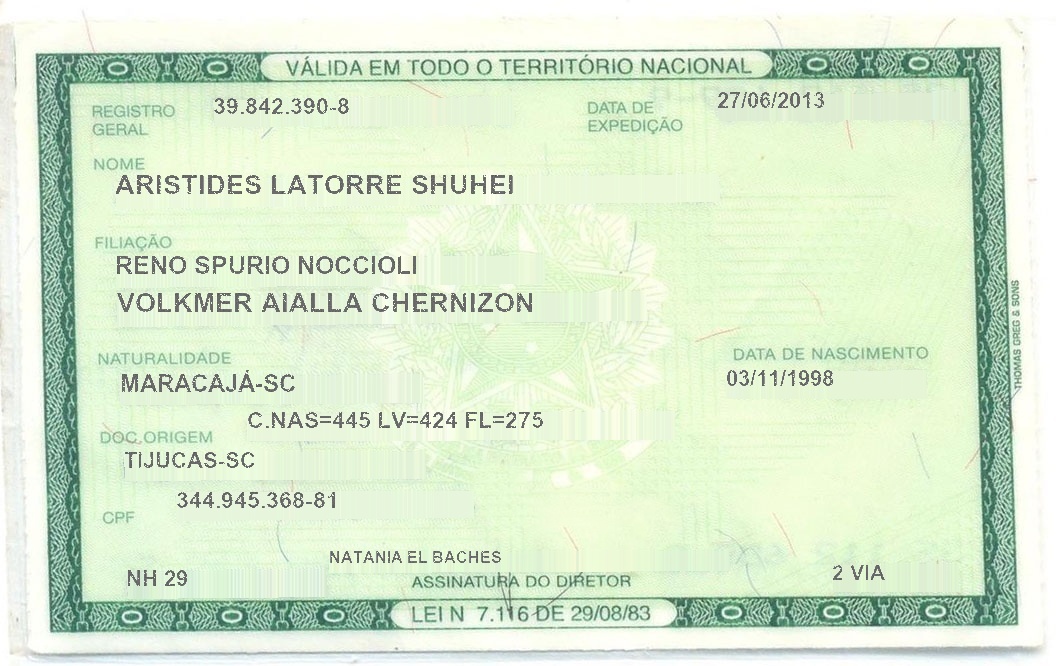 VÁLIDA EM TODO O TERRITÓRIO NACIONAL
REGISTRO GERAL 39.842.390-8 DATA DE EXPEDIÇÃO 27/06/2013
NOME
ARISTIDES LATORRE SHUHEI
FILIAÇÃO
RENO SPURIO NOCCIOLI
VOLKMER AIALLA CHERNIZON
NATURALIDADE DATA DE NASCIMENTO
MARACAJÁ-SC 03/11/1998
C.NAS=445 LV=424 FL=275
DOC.ORIGEM
TIJUCAS-SC
344.945.368-81
CPF
NATANIA EL BACHES
NH 29 ASSINATURA DO DIRETOR 2 VIA
LEI N 7.116 DE 29/08/83
THOMAS GREG & SONS